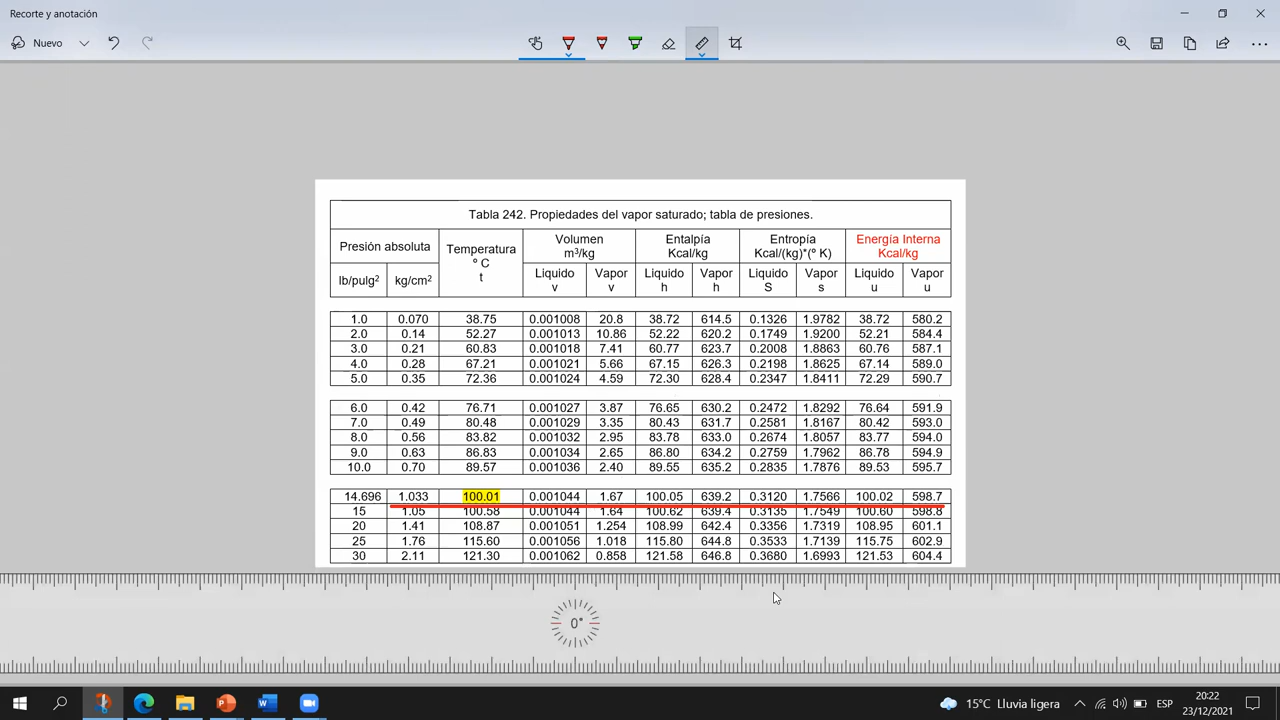 Recorte y anotación
Nuevo
Tabla 242. Propiedades del vapor saturado; tabla de presiones.
Presión absoluta Temperatura º C t Volumen m³/kg Entalpía Kcal/kg Entropía Kcal/(kg)*(º K) Energía Interna Kcal/kg
lb/pulg² kg/cm² Liquido v Vapor v Liquido h Vapor h Liquido S Vapor s Liquido u Vapor u
1.0 0.070 38.75 0.001008 20.8 38.72 614.5 0.1326 1.9782 38.72 580.2
2.0 0.14 52.27 0.001013 10.86 52.22 620.2 0.1749 1.9200 52.21 584.4
3.0 0.21 60.83 0.001018 7.41 60.77 623.7 0.2008 1.8863 60.76 587.1
4.0 0.28 67.21 0.001021 5.66 67.15 626.3 0.2198 1.8625 67.14 589.0
5.0 0.35 72.36 0.001024 4.59 72.30 628.4 0.2347 1.8411 72.29 590.7
6.0 0.42 76.71 0.001027 3.87 76.65 630.2 0.2472 1.8292 76.64 591.9
7.0 0.49 80.48 0.001029 3.35 80.43 631.7 0.2581 1.8167 80.42 593.0
8.0 0.56 83.82 0.001032 2.95 83.78 633.0 0.2674 1.8057 83.77 594.0
9.0 0.63 86.83 0.001034 2.65 86.80 634.2 0.2759 1.7962 86.78 594.9
10.0 0.70 89.57 0.001036 2.40 89.55 635.2 0.2835 1.7876 89.53 595.7
14.696 1.033 100.01 0.001044 1.67 100.05 639.2 0.3120 1.7566 100.02 598.7
15 1.05 100.58 0.001044 1.64 100.62 639.4 0.3135 1.7549 100.60 598.8
20 1.41 108.87 0.001051 1.254 108.99 642.4 0.3356 1.7319 108.95 601.1
25 1.76 115.60 0.001056 1.018 115.80 644.8 0.3533 1.7139 115.75 602.9
30 2.11 121.30 0.001062 0.858 121.58 646.8 0.3680 1.6993 121.53 604.4
0°
15°C Lluvia ligera ESP 20:22
23/12/2021